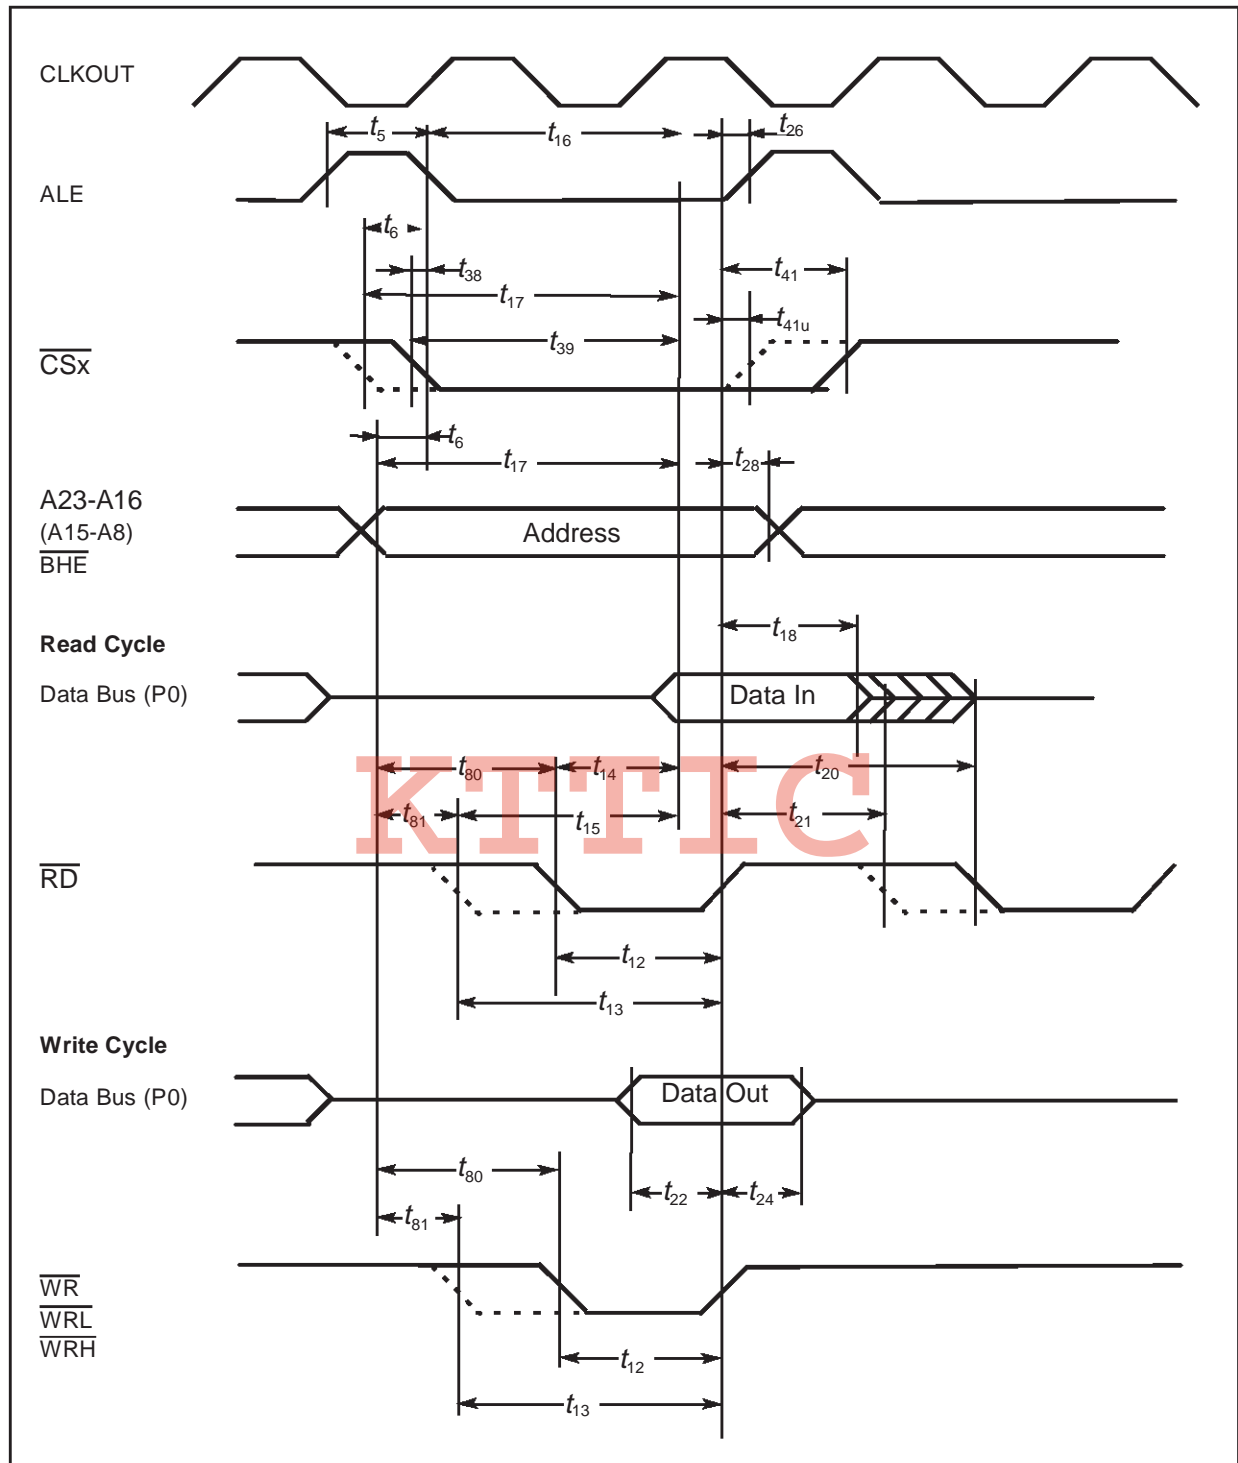 CLKOUT
t5 t16 t26
ALE
t6
t38 t41
t17
t41u
t39
CSx
t6
t17 t28
A23-A16
(A15-A8) Address
BHE
t18
Read Cycle
Data Bus (P0) Data In
KTTIC
t80 t14 t20
t81 t15 t21
RD
t12
t13
Write Cycle
Data Bus (P0) Data Out
t80
t22 t24
t81
WR
WRL
WRH
t12
t13